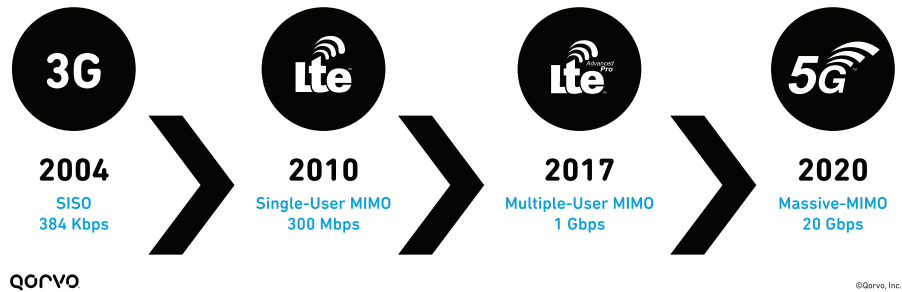 3G
Lte
Lte Advanced Pro
5G
2004
SISO
384 Kbps
2010
Single-User MIMO
300 Mbps
2017
Multiple-User MIMO
1 Gbps
2020
Massive-MIMO
20 Gbps
QORVO
©Qorvo, Inc.